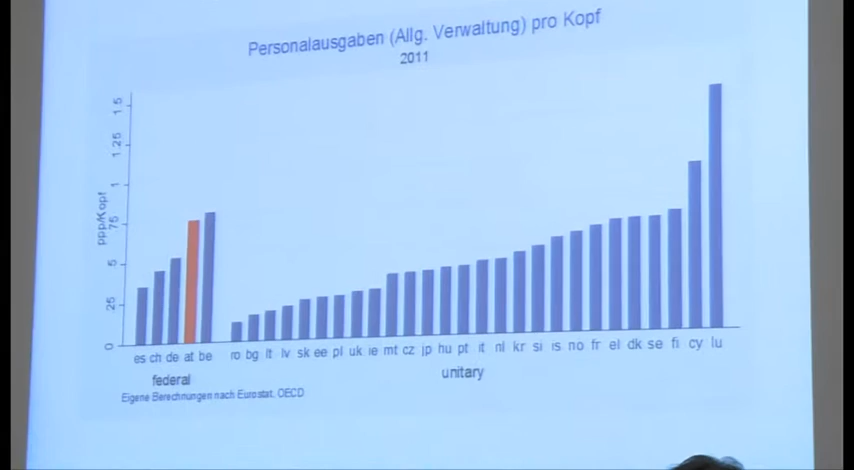 Personalausgaben (Allg. Verwaltung) pro Kopf
2011
ppp/Kopf
1.5
1.25
1
.75
.5
.25
0
es ch de at be
ro bg lt lv sk ee pl uk ie mt cz jp hu pt it nl kr si is no fr el dk se fi cy lu
federal
unitary
Eigene Berechnungen nach Eurostat, OECD